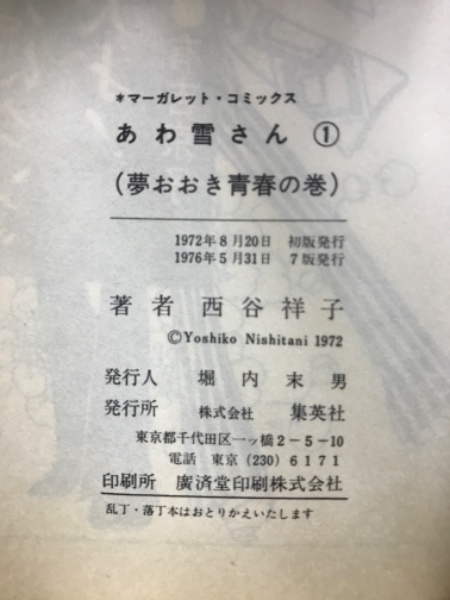 *マーガレット・コミックス
あわ雪さん ①
(夢おおき青春の巻)
1972年8月20日 初版発行
1976年5月31日 7版発行
著者 西谷祥子
©Yoshiko Nishitani 1972
発行人 堀内末男
発行所 株式会社 集英社
東京都千代田区一ッ橋2-5-10
電話 東京(230)6171
印刷所 廣済堂印刷株式会社
乱丁・落丁本はおとりかえいたします